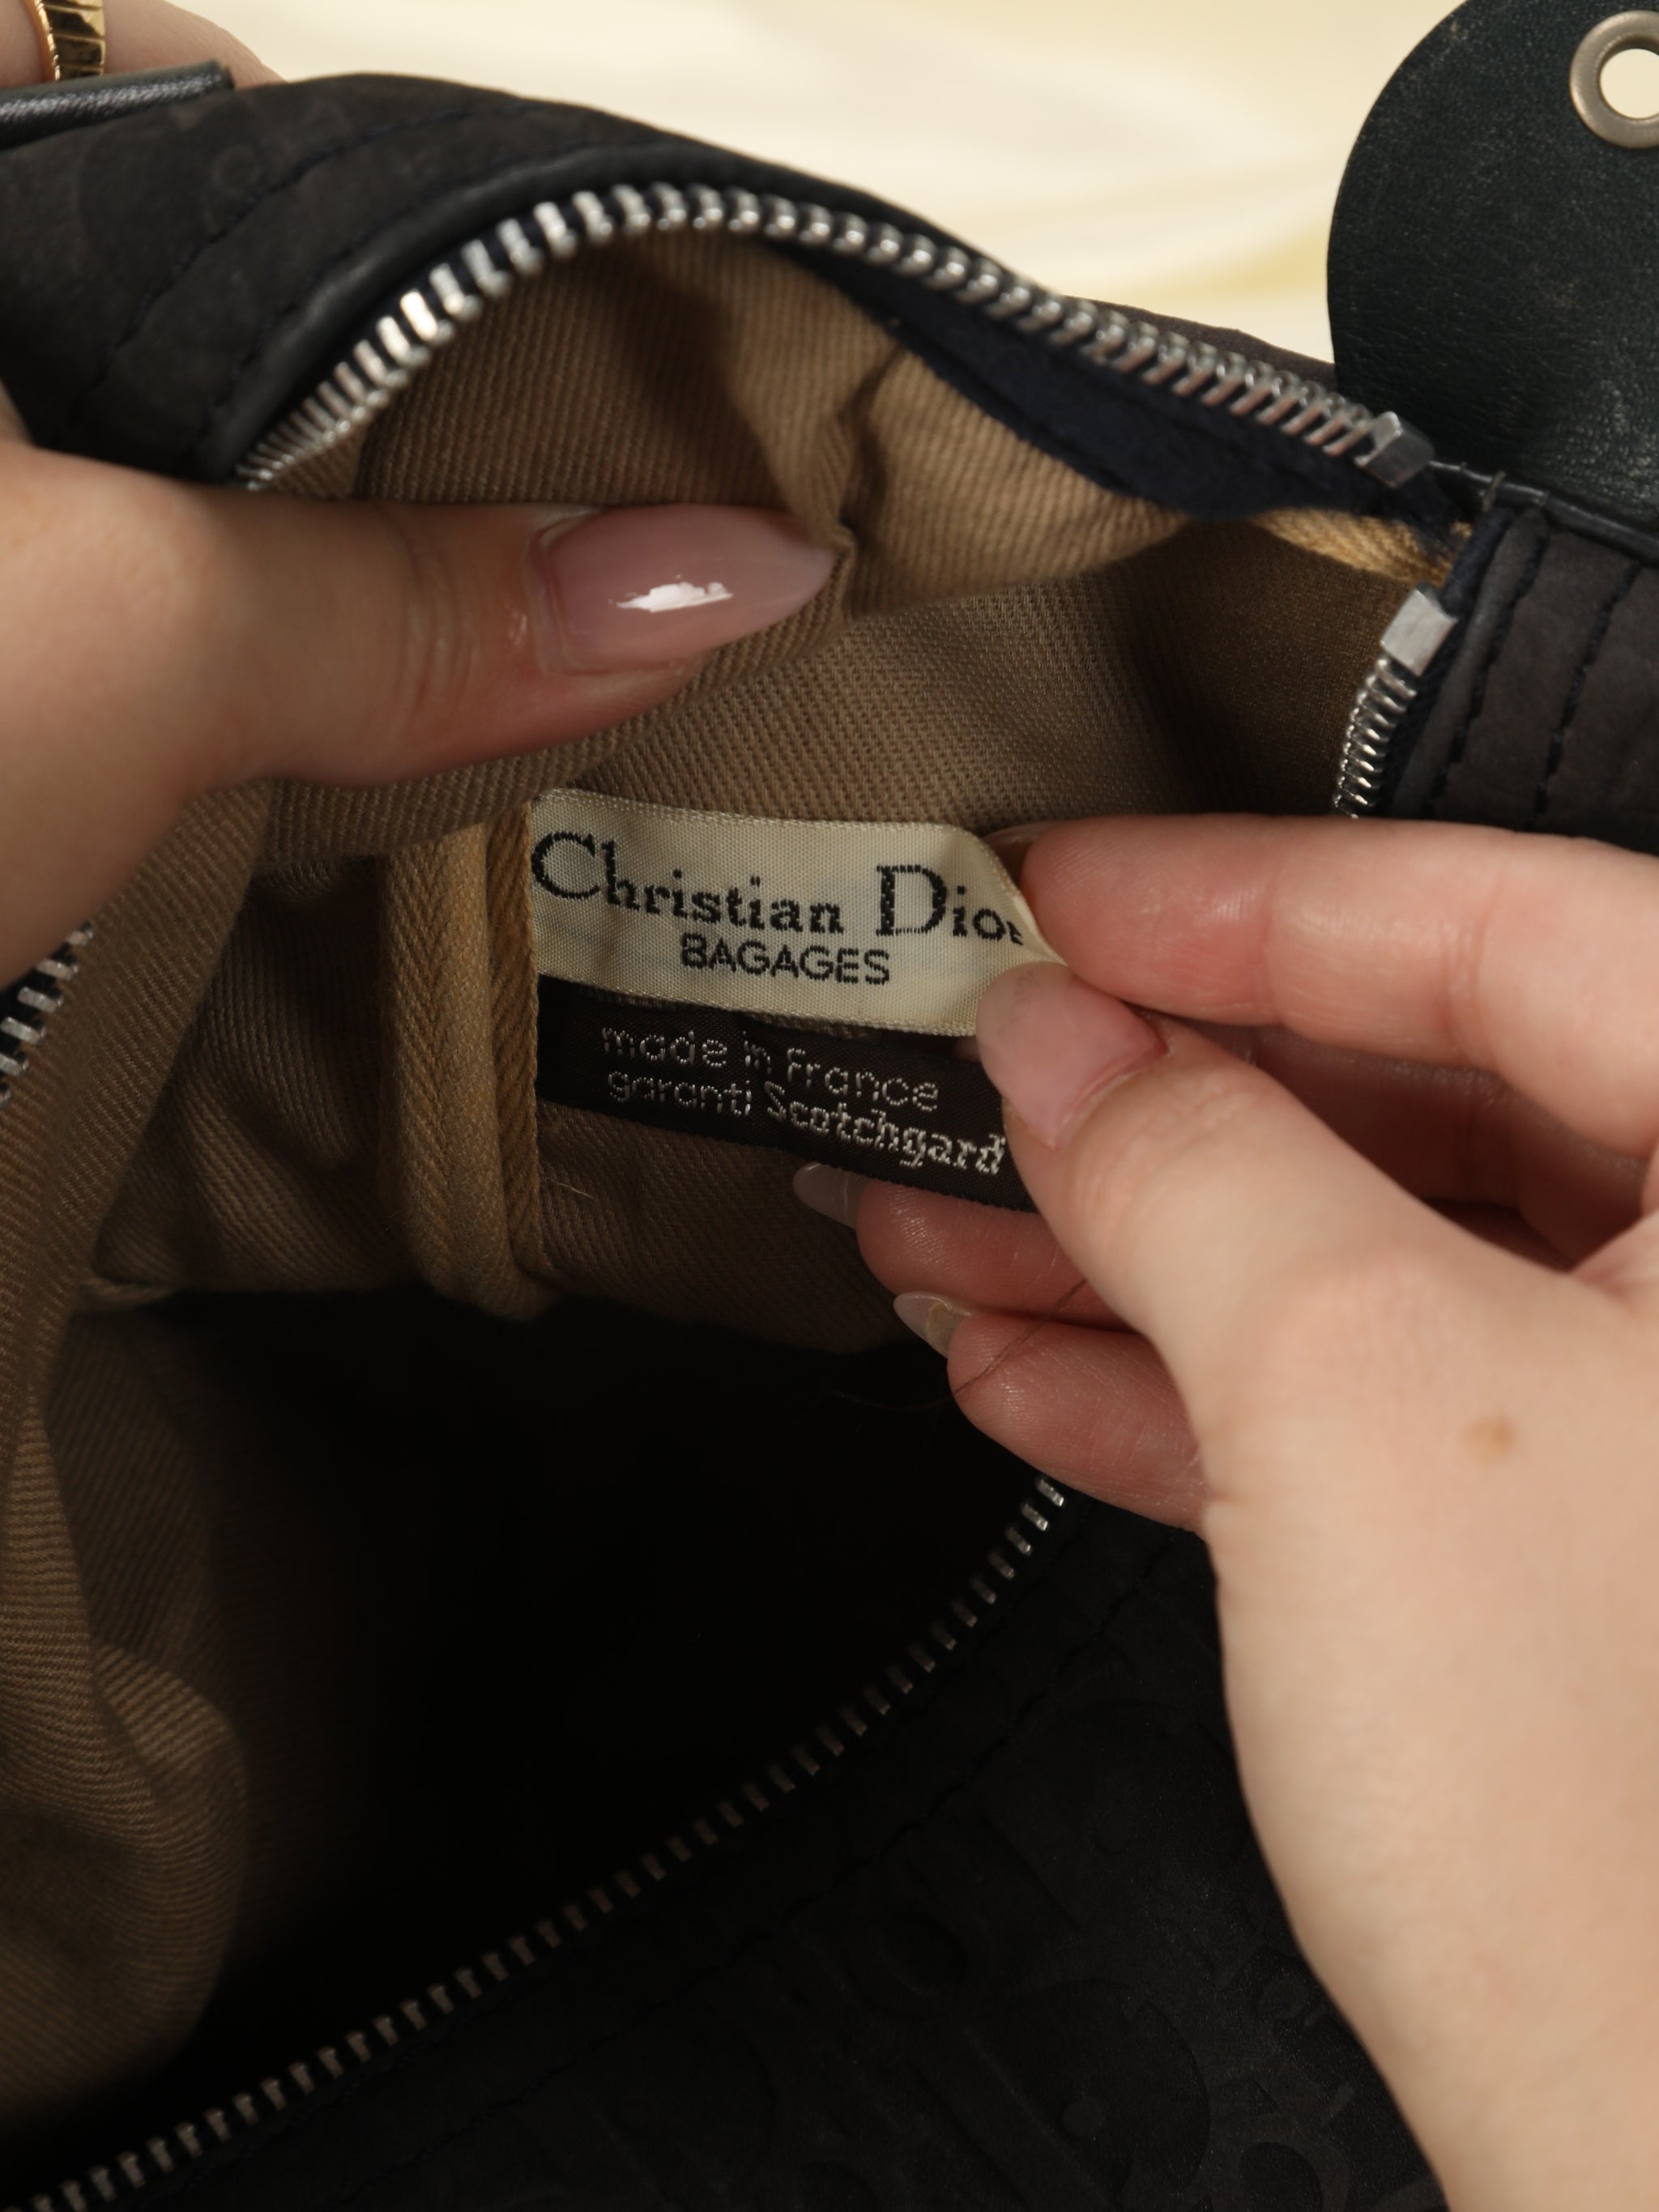 Christian Dior
BAGAGES
made in France
garanti Scotchgard